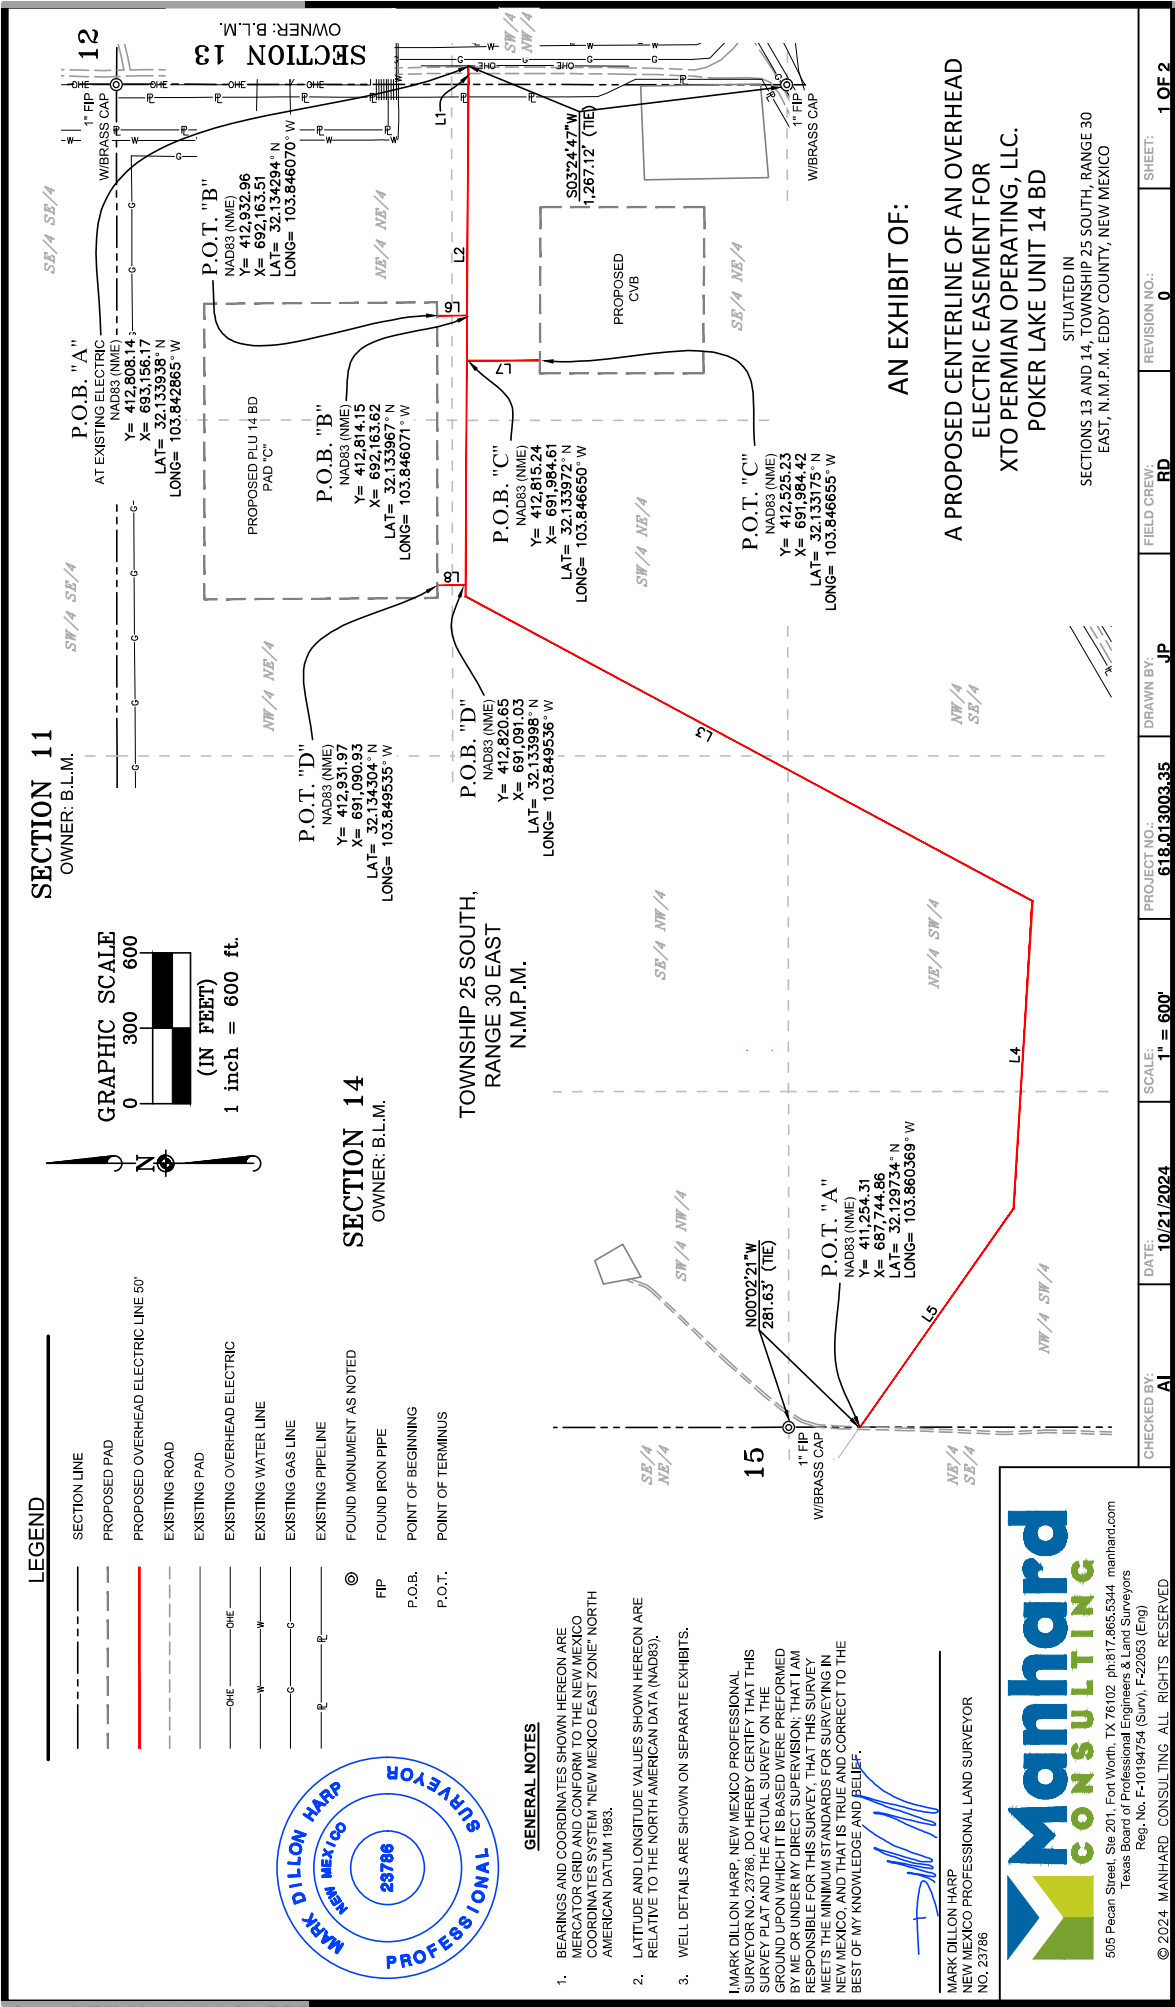 LEGEND
SECTION LINE
PROPOSED PAD
PROPOSED OVERHEAD ELECTRIC LINE 50'
EXISTING ROAD
EXISTING PAD
OHE OHE EXISTING OVERHEAD ELECTRIC
W W EXISTING WATER LINE
G G EXISTING GAS LINE
PL PL EXISTING PIPELINE
FOUND MONUMENT AS NOTED
FIP FOUND IRON PIPE
P.O.B. POINT OF BEGINNING
P.O.T. POINT OF TERMINUS
MARK DILLON HARP
NEW MEXICO
23786
PROFESSIONAL SURVEYOR
GENERAL NOTES
1. BEARINGS AND COORDINATES SHOWN HEREON ARE
MERCATOR GRID AND CONFORM TO THE NEW MEXICO
COORDINATES SYSTEM "NEW MEXICO EAST ZONE" NORTH
AMERICAN DATUM 1983.
2. LATITUDE AND LONGITUDE VALUES SHOWN HEREON ARE
RELATIVE TO THE NORTH AMERICAN DATA (NAD83).
3. WELL DETAILS ARE SHOWN ON SEPARATE EXHIBITS.
I,MARK DILLON HARP, NEW MEXICO PROFESSIONAL
SURVEYOR NO. 23786, DO HEREBY CERTIFY THAT THIS
SURVEY PLAT AND THE ACTUAL SURVEY ON THE
GROUND UPON WHICH IT IS BASED WERE PREFORMED
BY ME OR UNDER MY DIRECT SUPERVISION; THAT I AM
RESPONSIBLE FOR THIS SURVEY, THAT THIS SURVEY
MEETS THE MINIMUM STANDARDS FOR SURVEYING IN
NEW MEXICO, AND THAT IS TRUE AND CORRECT TO THE
BEST OF MY KNOWLEDGE AND BELIEF.
MARK DILLON HARP
NEW MEXICO PROFESSIONAL LAND SURVEYOR
NO. 23786
Manhard
CONSULTING
505 Pecan Street, Ste 201, Fort Worth, TX 76102 ph:817.865.5344 manhard.com
Texas Board of Professional Engineers & Land Surveyors
Reg. No. F-10194754 (Surv), F-22053 (Eng)
© 2024 MANHARD CONSULTING ALL RIGHTS RESERVED
N
GRAPHIC SCALE
0 300 600
(IN FEET)
1 inch = 600 ft.
SECTION 11
OWNER: B.L.M.
SECTION 14
OWNER: B.L.M.
TOWNSHIP 25 SOUTH,
RANGE 30 EAST
N.M.P.M.
SW/4 SE/4
SE/4 SE/4
12
SECTION 13
OWNER: B.L.M.
1" FIP
W/BRASS CAP
P.O.B. "A"
AT EXISTING ELECTRIC
NAD83 (NME)
Y= 412,808.14
X= 693,156.17
LAT= 32.133938° N
LONG= 103.842865° W
P.O.T. "B"
NAD83 (NME)
Y= 412,932.96
X= 692,163.51
LAT= 32.134294° N
LONG= 103.846070° W
PROPOSED PLU 14 BD
PAD "C"
P.O.B. "B"
NAD83 (NME)
Y= 412,814.15
X= 692,163.62
LAT= 32.133967° N
LONG= 103.846071° W
NW/4 NE/4
NE/4 NE/4
P.O.T. "D"
NAD83 (NME)
Y= 412,931.97
X= 691,090.93
LAT= 32.134304° N
LONG= 103.849535° W
P.O.B. "D"
NAD83 (NME)
Y= 412,820.65
X= 691,091.03
LAT= 32.133998° N
LONG= 103.849536° W
P.O.B. "C"
NAD83 (NME)
Y= 412,815.24
X= 691,984.61
LAT= 32.133972° N
LONG= 103.846650° W
L1
L2
L6
L7
L8
L3
L4
L5
SW/4
NW/4
S03°24'47"W
1,267.12' (TIE)
PROPOSED
CVB
1" FIP
W/BRASS CAP
SE/4 NE/4
SW/4 NE/4
P.O.T. "C"
NAD83 (NME)
Y= 412,525.23
X= 691,984.42
LAT= 32.133175° N
LONG= 103.846655° W
SE/4 NW/4
SW/4 NW/4
SE/4
NE/4
15
1" FIP
W/BRASS CAP
N00°02'21"W
281.63' (TIE)
P.O.T. "A"
NAD83 (NME)
Y= 411,254.31
X= 687,744.86
LAT= 32.129734° N
LONG= 103.860369° W
NE/4
SE/4
NW/4 SW/4
NE/4 SW/4
NW/4
SE/4
AN EXHIBIT OF:
A PROPOSED CENTERLINE OF AN OVERHEAD
ELECTRIC EASEMENT FOR
XTO PERMIAN OPERATING, LLC.
POKER LAKE UNIT 14 BD
SITUATED IN
SECTIONS 13 AND 14, TOWNSHIP 25 SOUTH, RANGE 30
EAST, N.M.P.M. EDDY COUNTY, NEW MEXICO
CHECKED BY: AI
DATE: 10/21/2024
SCALE: 1" = 600'
PROJECT NO.: 618.013003.35
DRAWN BY: JP
FIELD CREW: RD
REVISION NO.: 0
SHEET: 1 OF 2